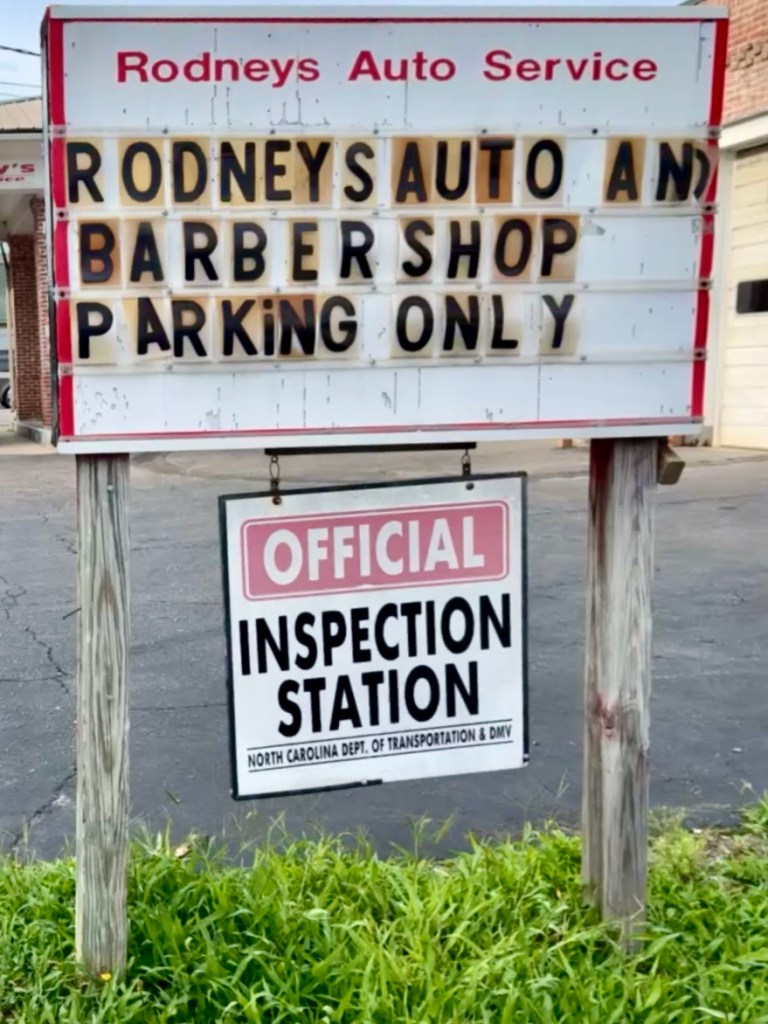 Rodneys Auto Service
RODNEYS AUTO AND
BARBER SHOP
PARKiNG ONLY
OFFICIAL
INSPECTION
STATION
NORTH CAROLINA DEPT. OF TRANSPORTATION & DMV